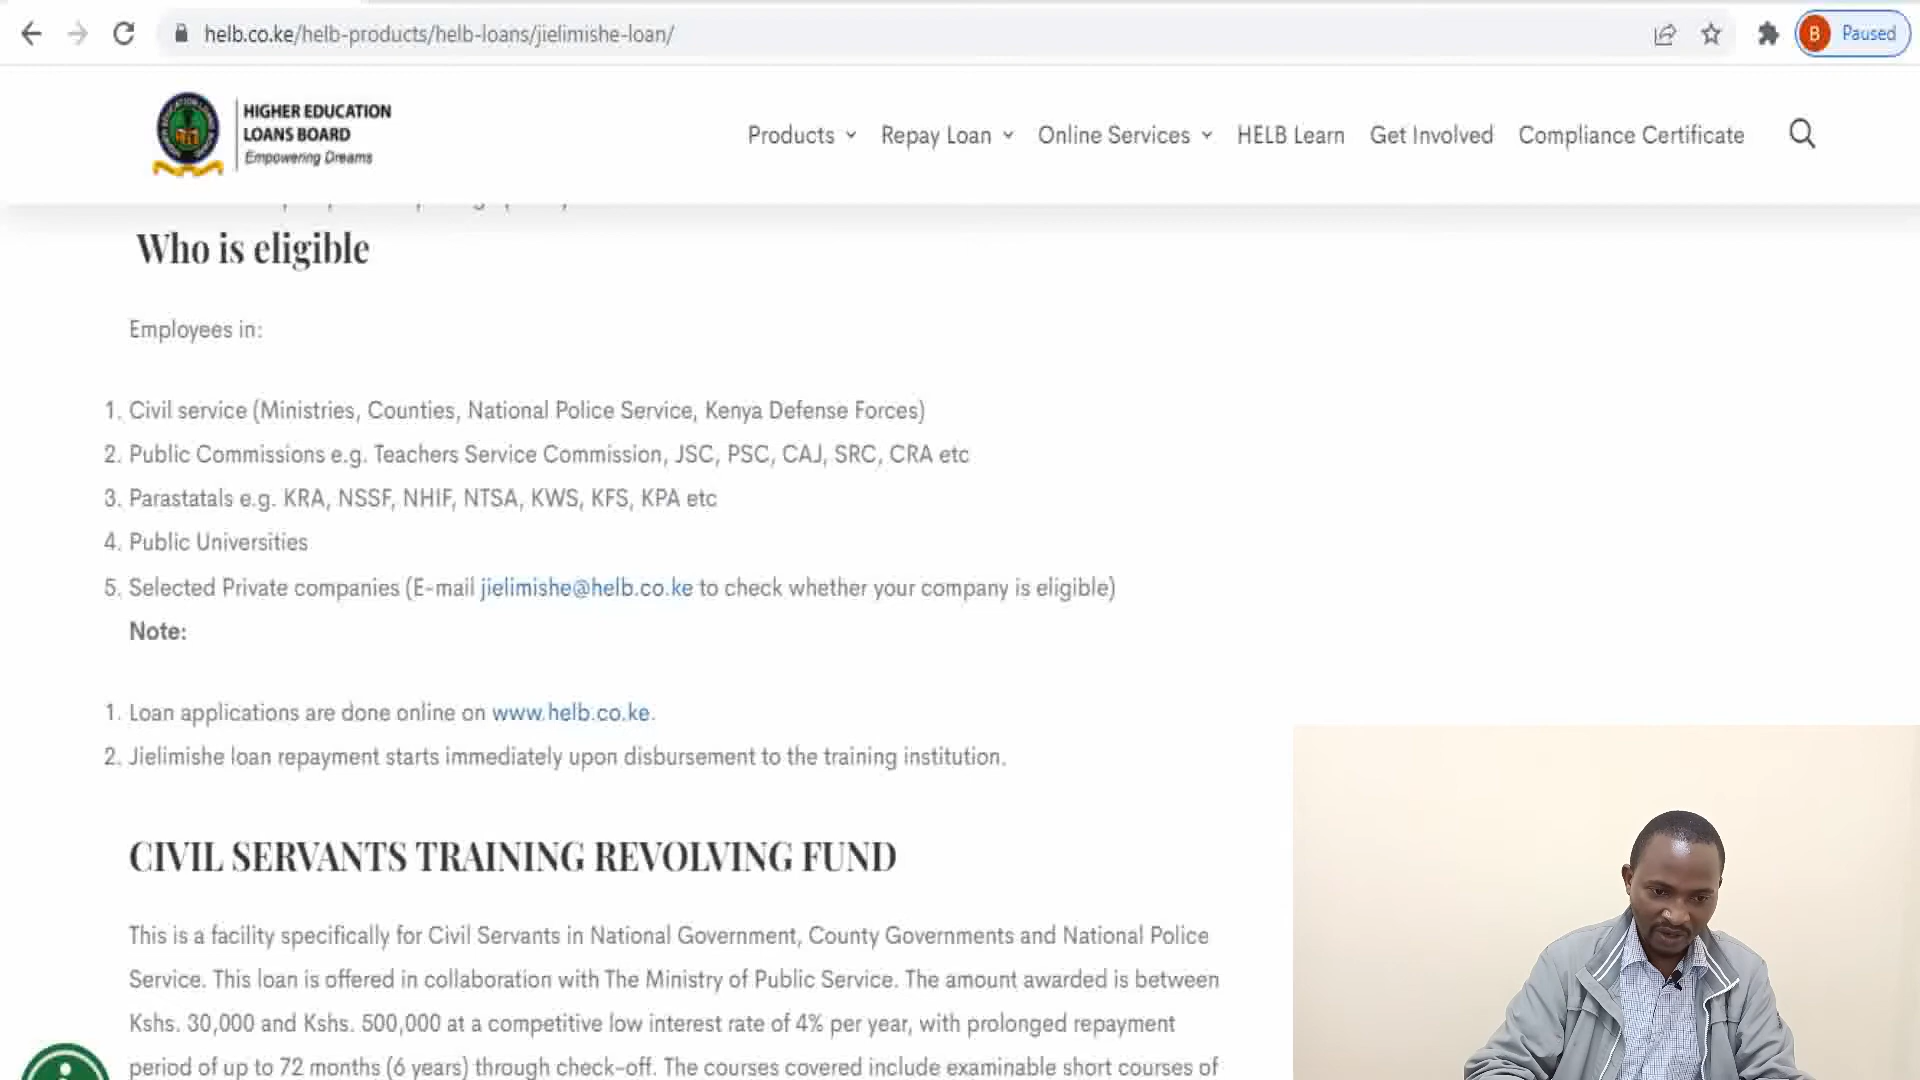 helb.co.ke/helb-products/helb-loans/jielimishe-loan/
B Paused
HIGHER EDUCATION
LOANS BOARD
Empowering Dreams
Products Repay Loan Online Services HELB Learn Get Involved Compliance Certificate
Who is eligible
Employees in:
1. Civil service (Ministries, Counties, National Police Service, Kenya Defense Forces)
2. Public Commissions e.g. Teachers Service Commission, JSC, PSC, CAJ, SRC, CRA etc
3. Parastatals e.g. KRA, NSSF, NHIF, NTSA, KWS, KFS, KPA etc
4. Public Universities
5. Selected Private companies (E-mail jielimishe@helb.co.ke to check whether your company is eligible)
Note:
1. Loan applications are done online on www.helb.co.ke.
2. Jielimishe loan repayment starts immediately upon disbursement to the training institution.
CIVIL SERVANTS TRAINING REVOLVING FUND
This is a facility specifically for Civil Servants in National Government, County Governments and National Police
Service. This loan is offered in collaboration with The Ministry of Public Service. The amount awarded is between
Kshs. 30,000 and Kshs. 500,000 at a competitive low interest rate of 4% per year, with prolonged repayment
period of up to 72 months (6 years) through check-off. The courses covered include examinable short courses of